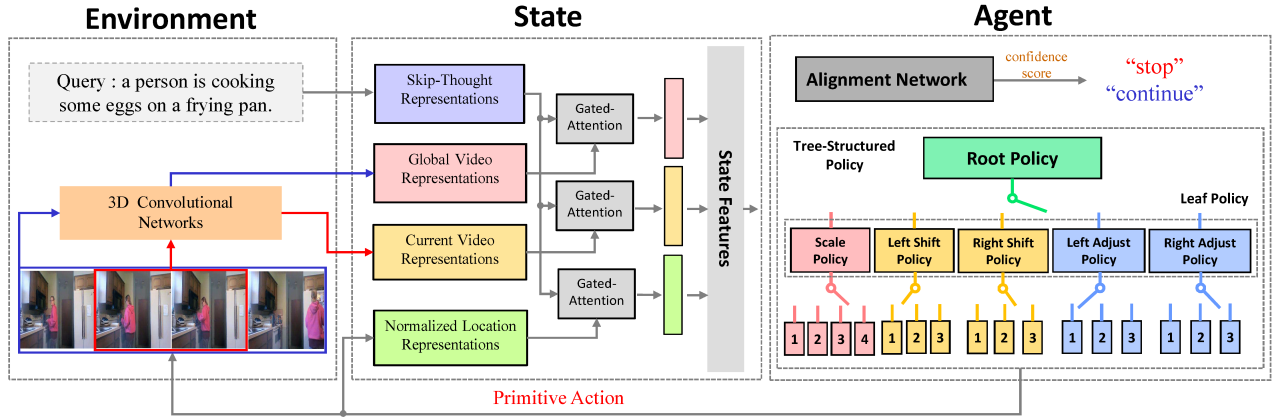 Environment
Query : a person is cooking
some eggs on a frying pan.
3D Convolutional
Networks
State
Skip-Thought
Representations
Global Video
Representations
Current Video
Representations
Normalized Location
Representations
Gated-
Attention
Gated-
Attention
Gated-
Attention
State Features
Primitive Action
Agent
Alignment Network
confidence
score
“stop”
“continue”
Tree-Structured
Policy
Root Policy
Leaf Policy
Scale
Policy
Left Shift
Policy
Right Shift
Policy
Left Adjust
Policy
Right Adjust
Policy
1 2 3 4
1 2 3
1 2 3
1 2 3
1 2 3